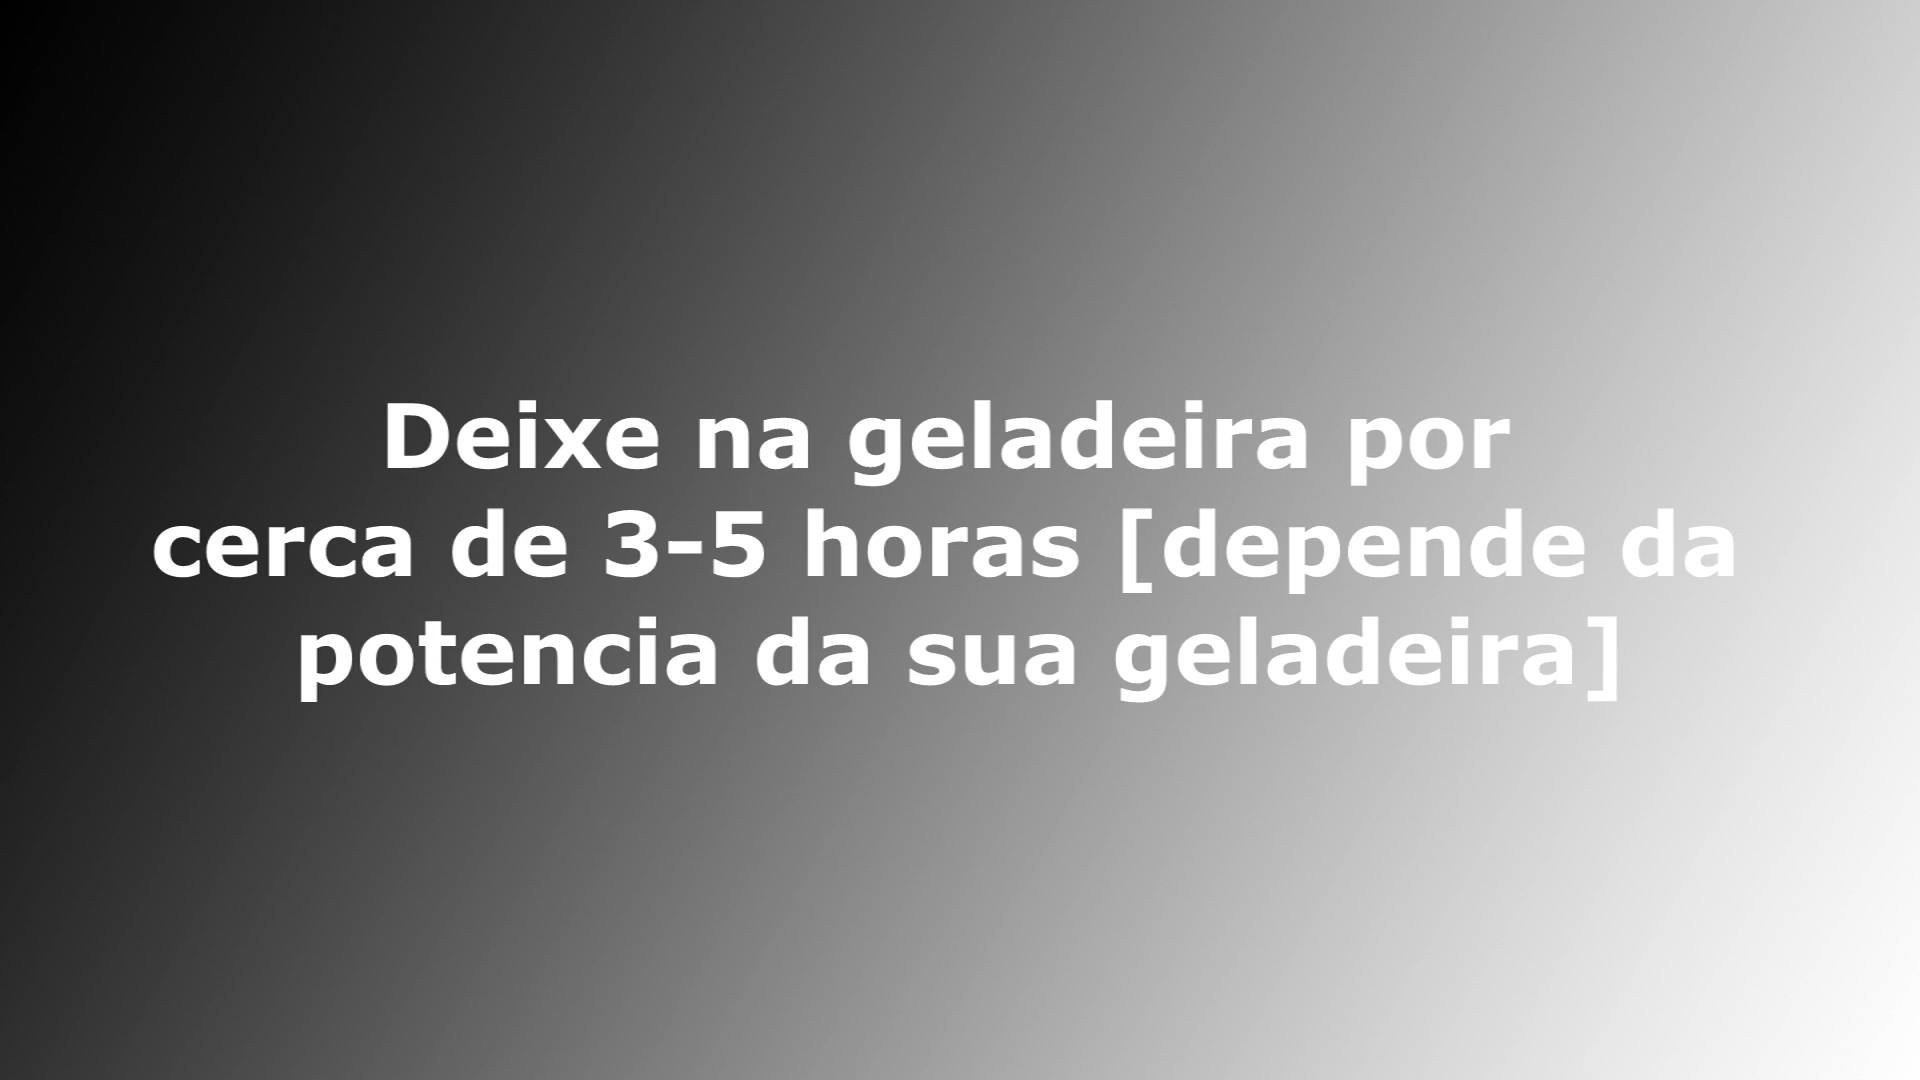 Deixe na geladeira por
cerca de 3-5 horas [depende da
potencia da sua geladeira]